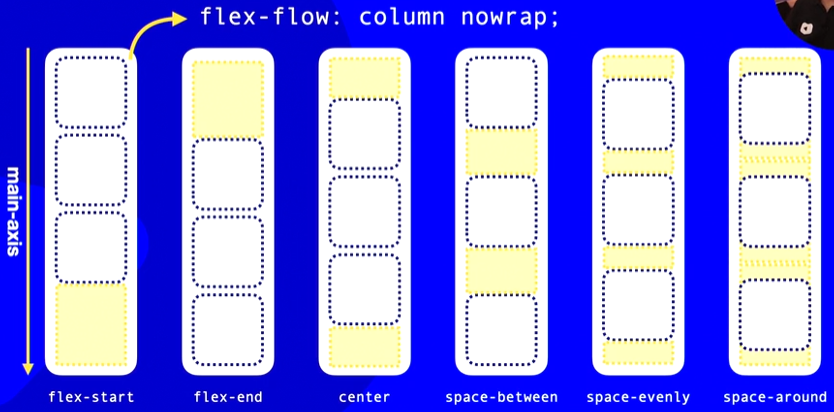 flex-flow: column nowrap;
main-axis
flex-start
flex-end
center
space-between
space-evenly
space-around